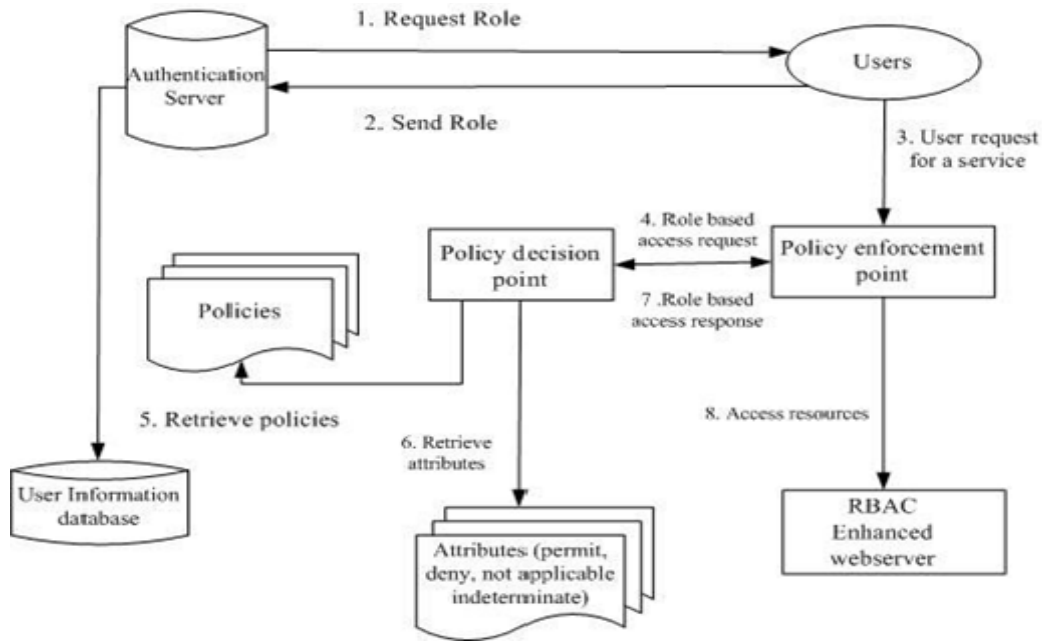 1. Request Role
Authentication
Server
Users
2. Send Role
3. User request
for a service
4. Role based
access request
Policy decision
point
Policy enforcement
point
7 .Role based
access response
Policies
5. Retrieve policies
6. Retrieve
attributes
8. Access resources
User Information
database
RBAC
Enhanced
webserver
Attributes (permit,
deny, not applicable
indeterminate)